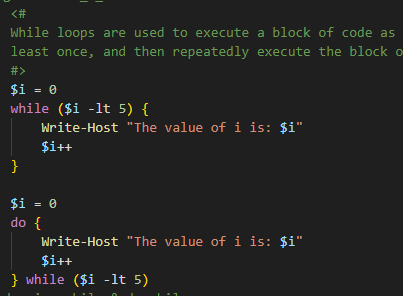 <#
While loops are used to execute a block of code as
least once, and then repeatedly execute the block o
#>
$i = 0
while ($i -lt 5) {
    Write-Host "The value of i is: $i"
    $i++
}
$i = 0
do {
    Write-Host "The value of i is: $i"
    $i++
} while ($i -lt 5)